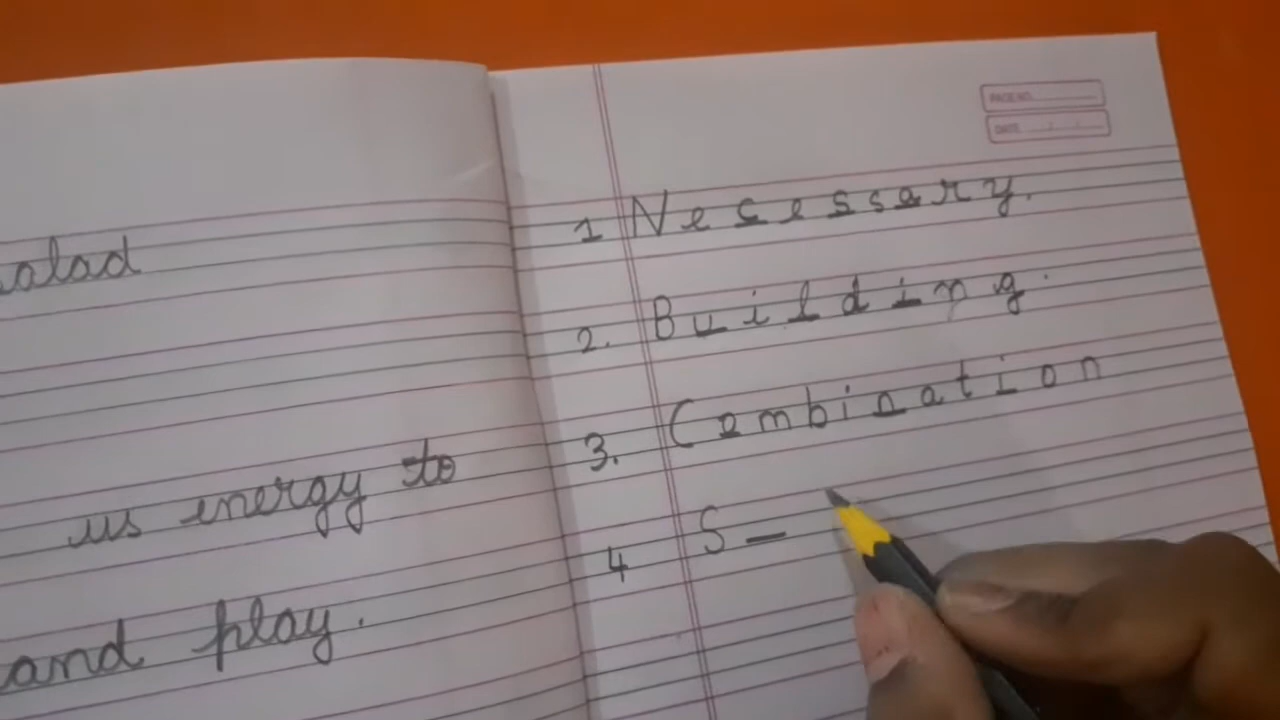 PAGE NO.
DATE
alad
us energy to
and play.
1 Necessary.
2. Building.
3. Combination
4 S _